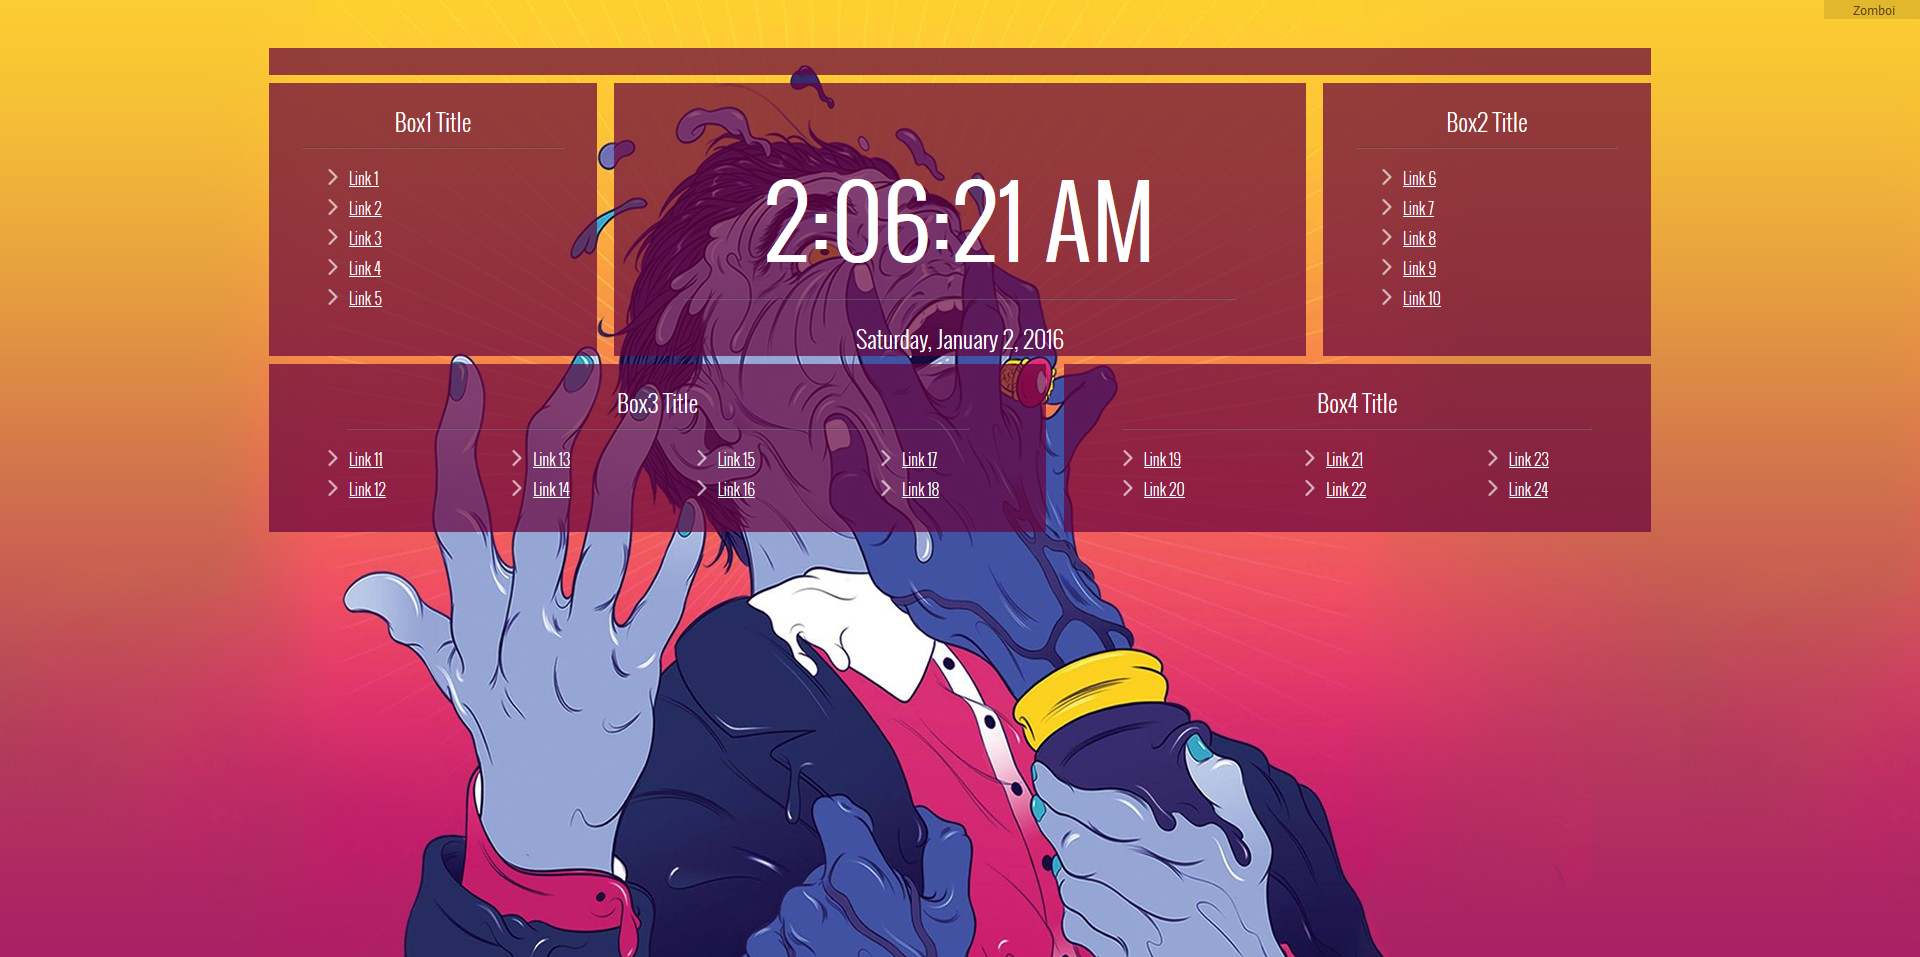 Zomboi
Box1 Title
Link 1
Link 2
Link 3
Link 4
Link 5
2:06:21 AM
Saturday, January 2, 2016
Box2 Title
Link 6
Link 7
Link 8
Link 9
Link 10
Box3 Title
Link 11
Link 12
Link 13
Link 14
Link 15
Link 16
Link 17
Link 18
Box4 Title
Link 19
Link 20
Link 21
Link 22
Link 23
Link 24